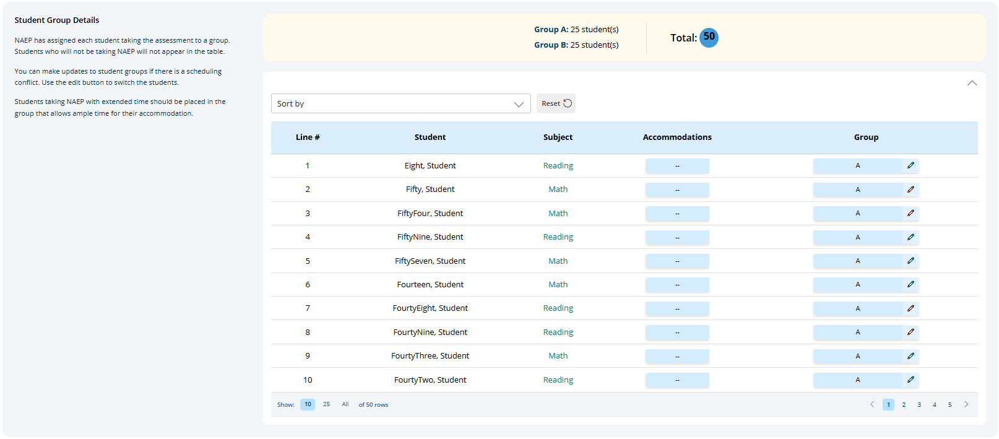 Student Group Details
NAEP has assigned each student taking the assessment to a group.
Students who will not be taking NAEP will not appear in the table.
You can make updates to student groups if there is a scheduling
conflict. Use the edit button to switch the students.
Students taking NAEP with extended time should be placed in the
group that allows ample time for their accommodation.
Group A: 25 student(s)
Group B: 25 student(s)
Total: 50
Sort by
Reset
Line # Student Subject Accommodations Group
1 Eight, Student Reading -- A
2 Fifty, Student Math -- A
3 FiftyFour, Student Math -- A
4 FiftyNine, Student Reading -- A
5 FiftySeven, Student Math -- A
6 Fourteen, Student Math -- A
7 FourtyEight, Student Reading -- A
8 FourtyNine, Student Reading -- A
9 FourtyThree, Student Math -- A
10 FourtyTwo, Student Reading -- A
Show: 10 25 All of 50 rows 1 2 3 4 5